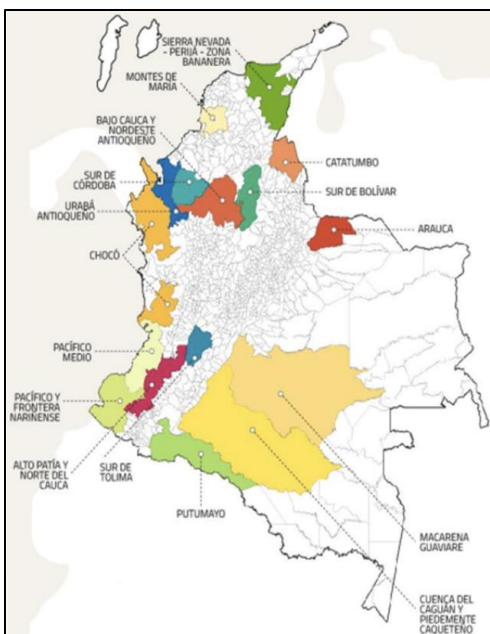 SIERRA NEVADA
- PERIJÁ - ZONA
BANANERA
MONTES DE
MARÍA
BAJO CAUCA Y
NORDESTE
ANTIOQUEÑO
CATATUMBO
SUR DE
CÓRDOBA
SUR DE BOLÍVAR
URABÁ
ANTIOQUEÑO
ARAUCA
CHOCÓ
PACÍFICO
MEDIO
PACÍFICO Y
FRONTERA
NARIÑENSE
ALTO PATÍA Y
NORTE DEL
CAUCA
SUR DE
TOLIMA
PUTUMAYO
MACARENA
GUAVIARE
CUENCA DEL
CAGUÁN Y
PIEDEMENTE
CAQUETEÑO